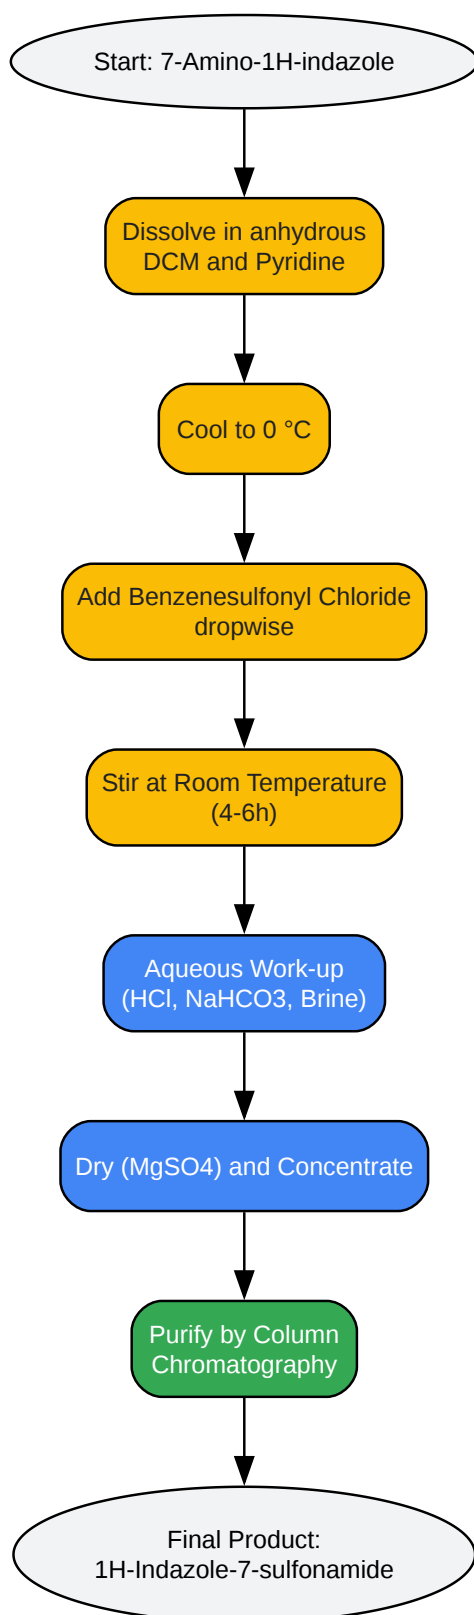 Start: 7-Amino-1H-indazole
Dissolve in anhydrous
DCM and Pyridine
Cool to 0 °C
Add Benzenesulfonyl Chloride
dropwise
Stir at Room Temperature
(4-6h)
Aqueous Work-up
(HCl, NaHCO3, Brine)
Dry (MgSO4) and Concentrate
Purify by Column
Chromatography
Final Product:
1H-Indazole-7-sulfonamide